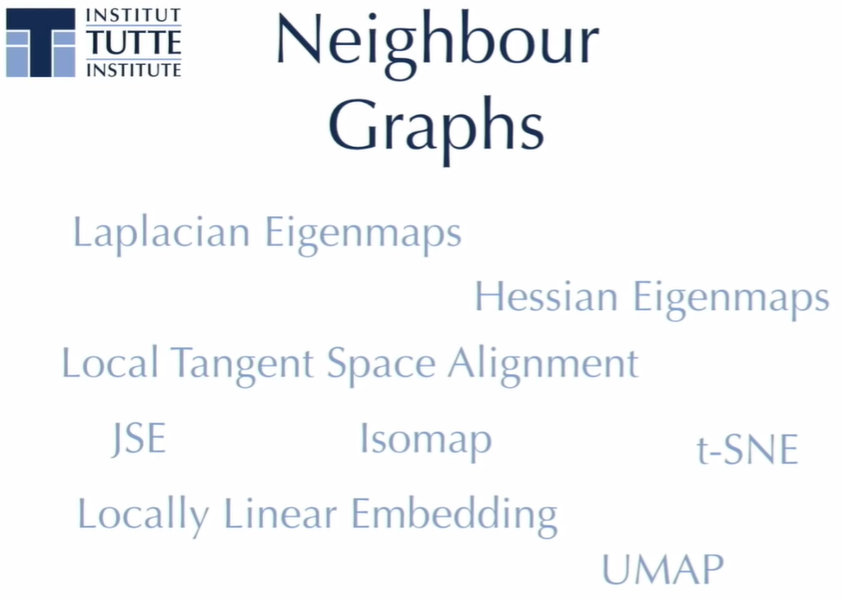 INSTITUT
TUTTE
INSTITUTE
Neighbour
Graphs
Laplacian Eigenmaps
Hessian Eigenmaps
Local Tangent Space Alignment
JSE Isomap t-SNE
Locally Linear Embedding
UMAP